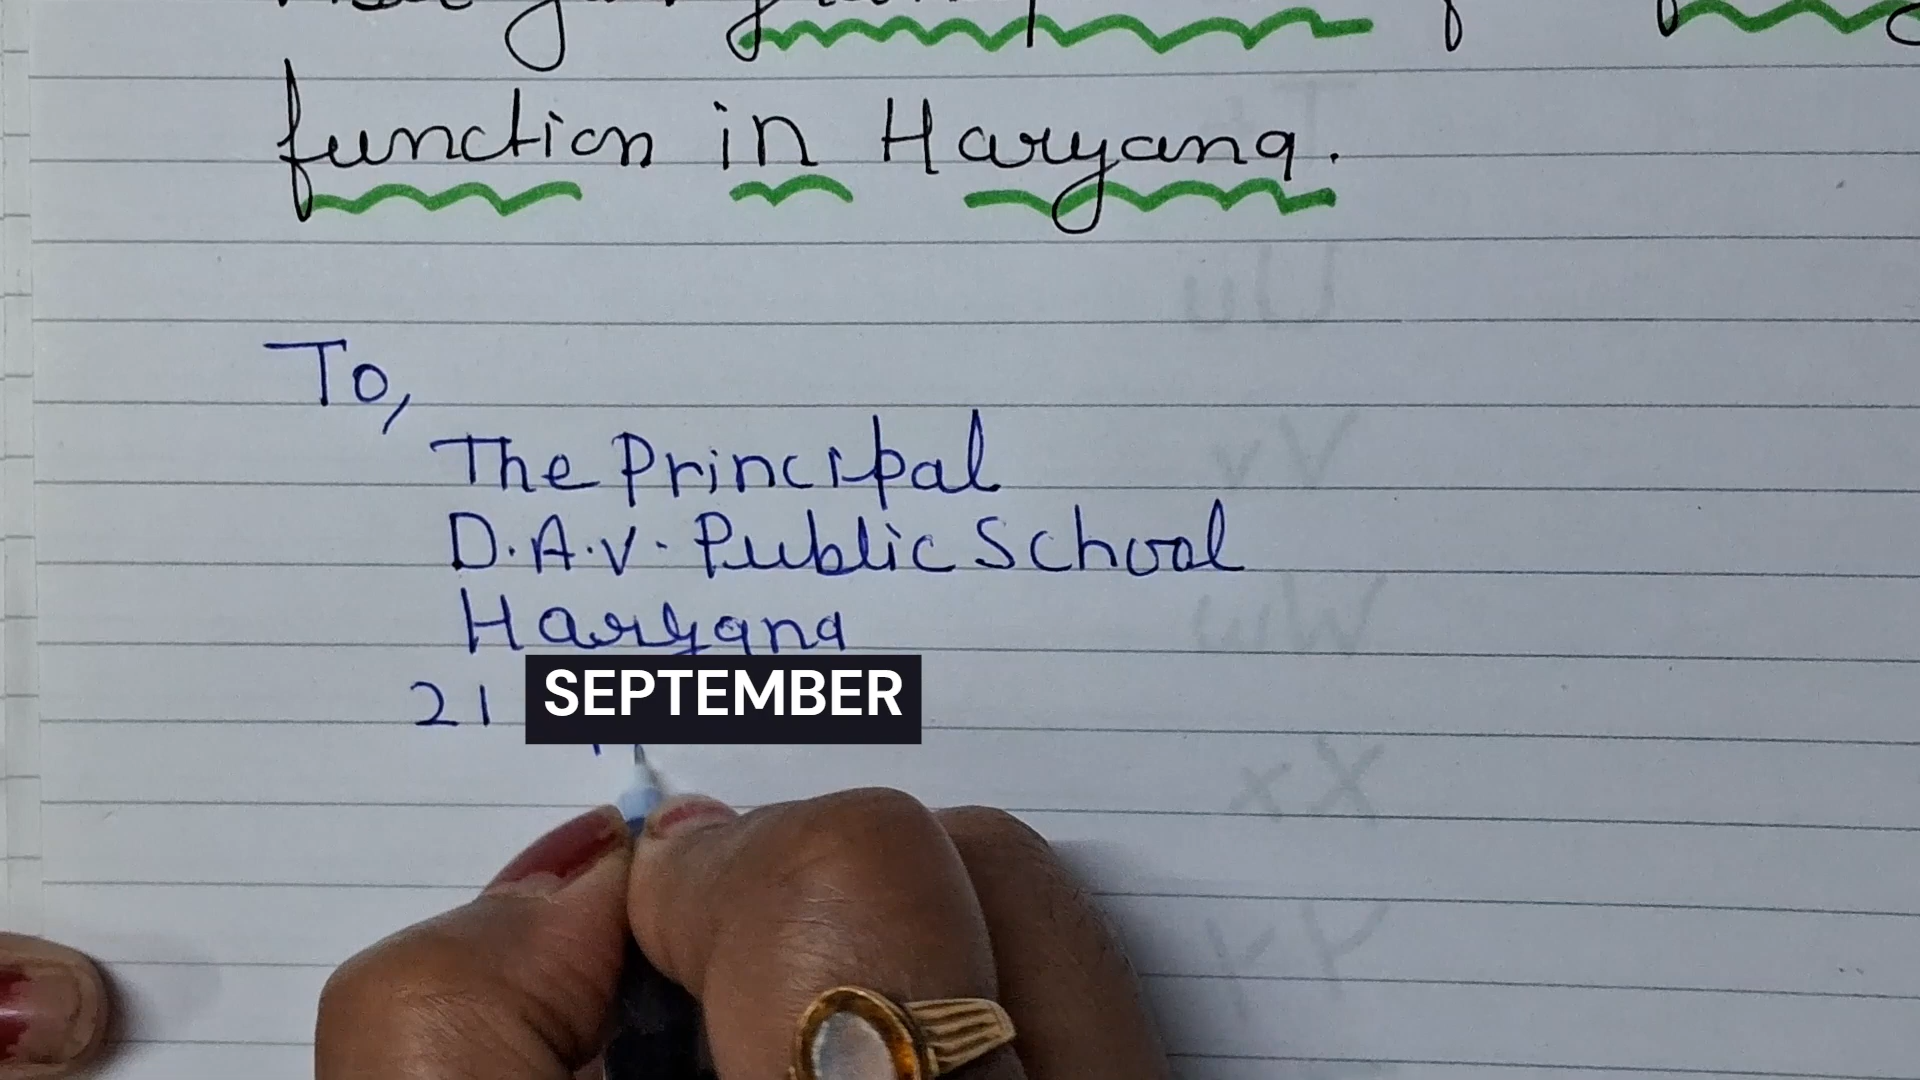 function in Haryana.
To,
The Principal
D.A.V. Public School
Haryana
21 SEPTEMBER